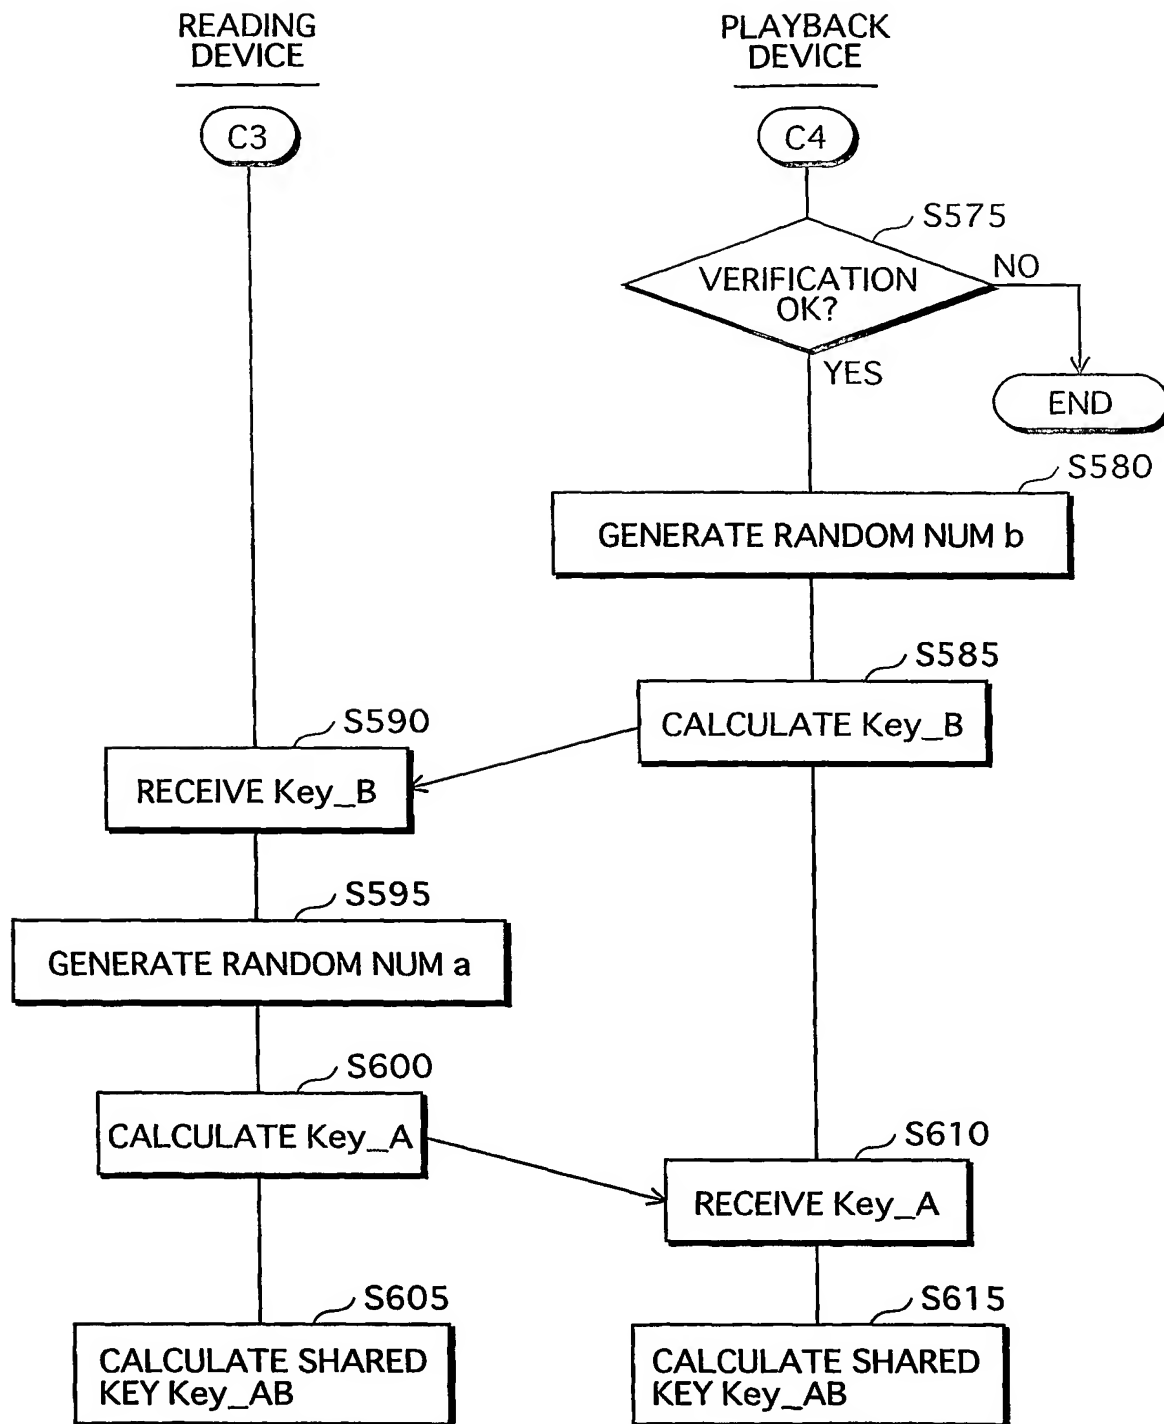 READING
DEVICE
PLAYBACK
DEVICE
C3
C4
S575
VERIFICATION
OK?
NO
YES
END
S580
GENERATE RANDOM NUM b
S585
CALCULATE Key_B
S590
RECEIVE Key_B
S595
GENERATE RANDOM NUM a
S600
CALCULATE Key_A
S610
RECEIVE Key_A
S605
CALCULATE SHARED
KEY Key_AB
S615
CALCULATE SHARED
KEY Key_AB